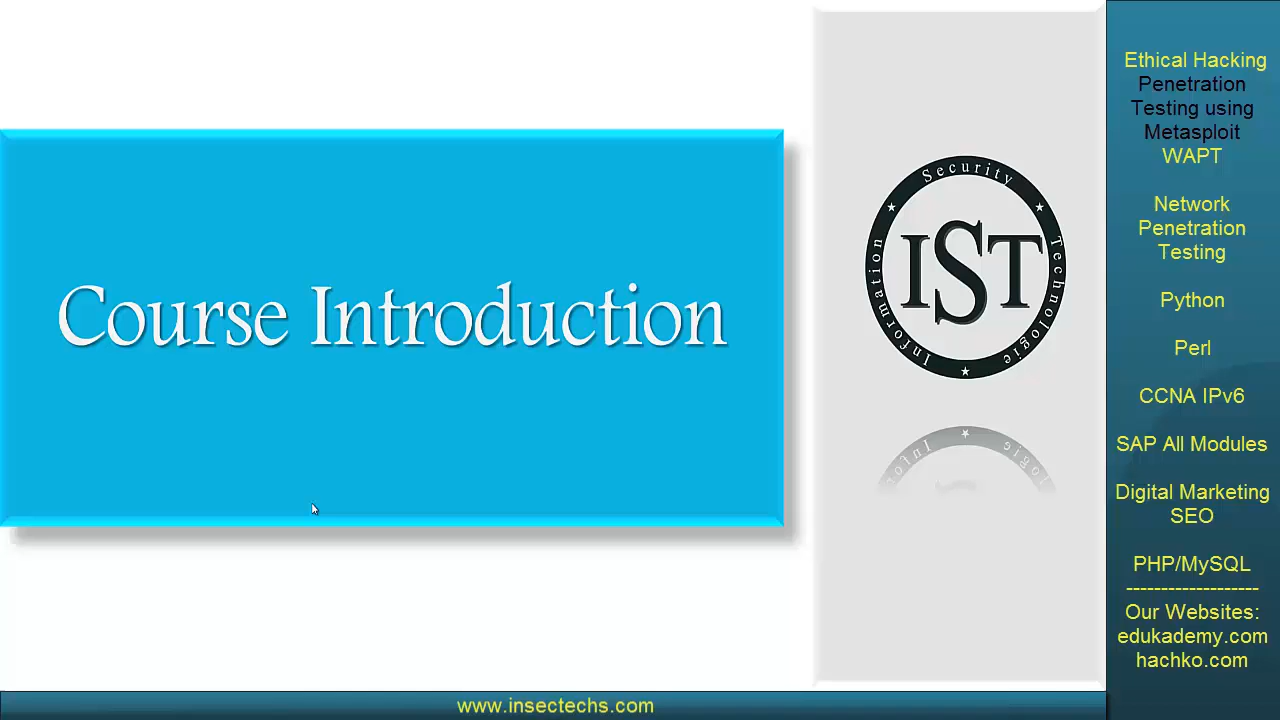 Course Introduction
Security
Information
Technologic
IST
Ethical Hacking
Penetration
Testing using
Metasploit
WAPT
Network
Penetration
Testing
Python
Perl
CCNA IPv6
SAP All Modules
Digital Marketing
SEO
PHP/MySQL
-------------------
Our Websites:
edukademy.com
hachko.com
www.insectechs.com